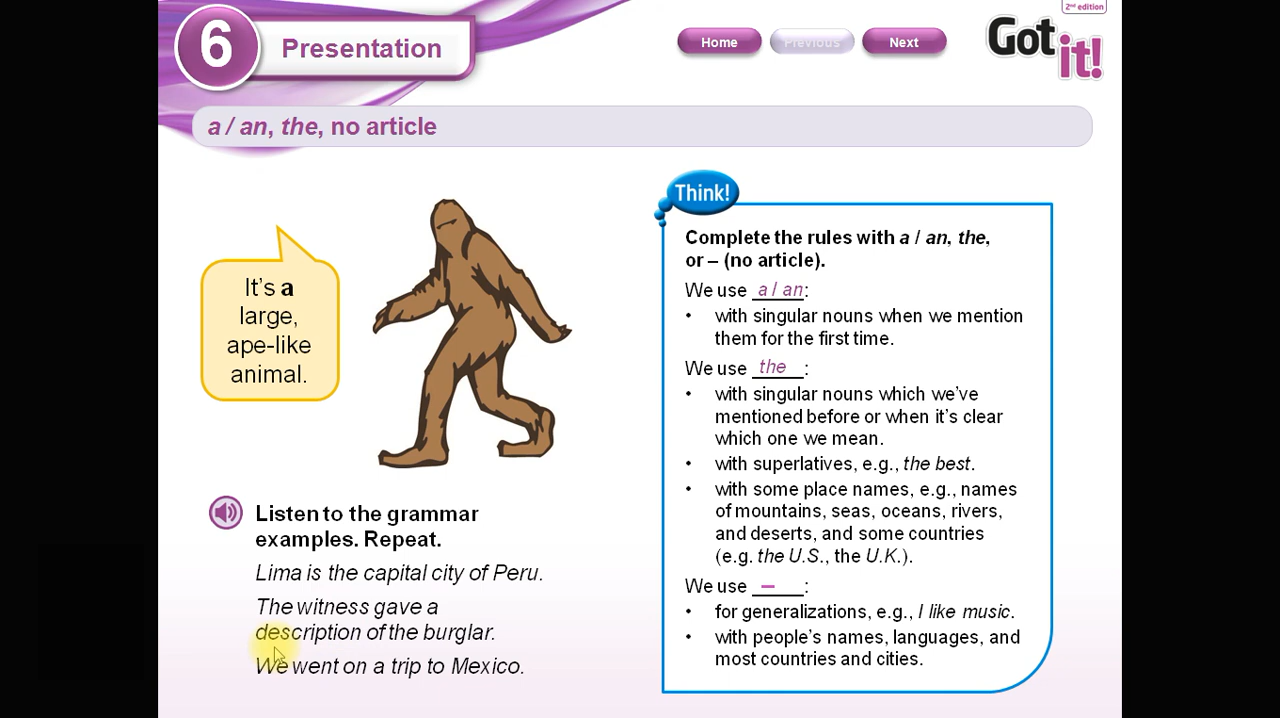 2nd edition
6 Presentation
Home Previous Next
Got it!
a / an, the, no article
It's a
large,
ape-like
animal.
Listen to the grammar
examples. Repeat.
Lima is the capital city of Peru.
The witness gave a
description of the burglar.
We went on a trip to Mexico.
Think!
Complete the rules with a / an, the,
or – (no article).
We use a / an:
• with singular nouns when we mention
them for the first time.
We use the:
• with singular nouns which we've
mentioned before or when it's clear
which one we mean.
• with superlatives, e.g., the best.
• with some place names, e.g., names
of mountains, seas, oceans, rivers,
and deserts, and some countries
(e.g. the U.S., the U.K.).
We use –:
• for generalizations, e.g., I like music.
• with people's names, languages, and
most countries and cities.